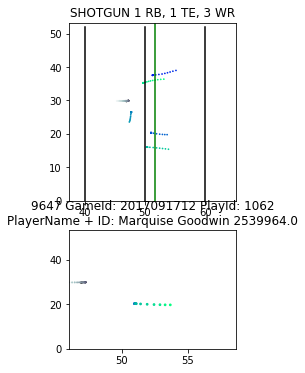 SHOTGUN 1 RB, 1 TE, 3 WR
50
40
30
20
10
0
40 50 60
9647 GameId: 2017091712 PlayId: 1062
PlayerName + ID: Marquise Goodwin 2539964.0
40
20
0
50 55